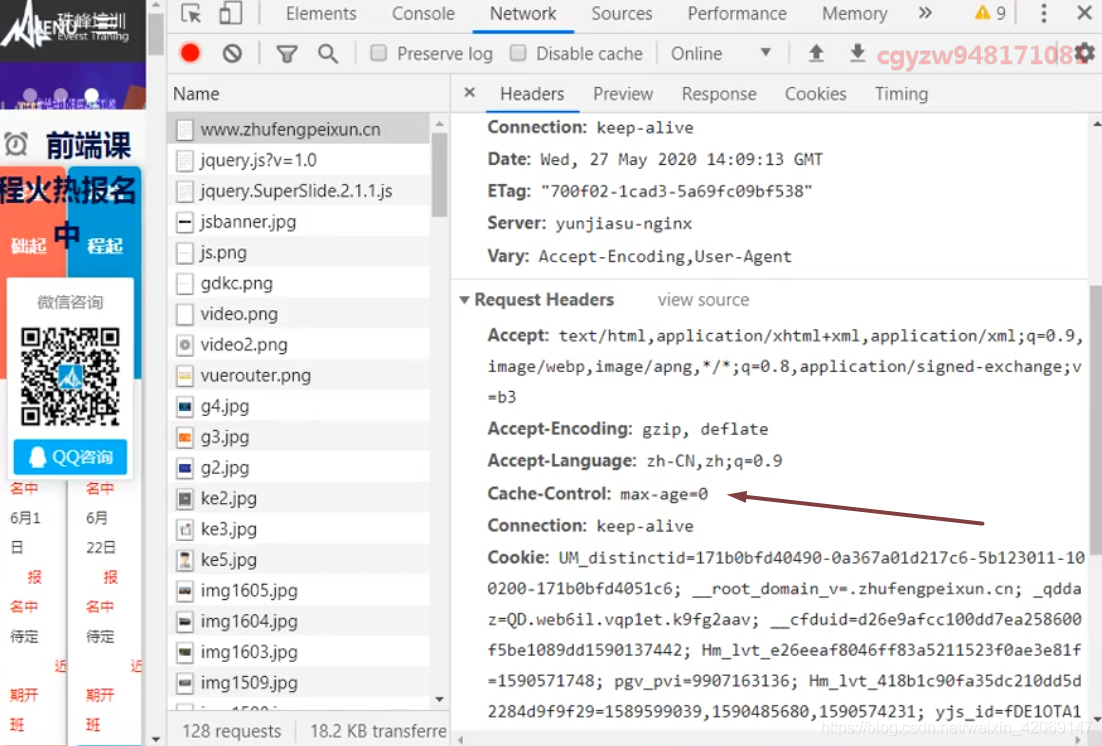 珠峰培训
MENU
Everst Traning
前端课
程火热报名
中
础起
程起
微信咨询
QQ咨询
名中
名中
6月1
6月
日
22日
报
报
名中
名中
待定
待定
近
近
期开
期开
班
班
Elements Console Network Sources Performance Memory » 9
Preserve log Disable cache Online
cgyzw948171089
Name
www.zhufengpeixun.cn
jquery.js?v=1.0
jquery.SuperSlide.2.1.1.js
jsbanner.jpg
js.png
gdkc.png
video.png
video2.png
vuerouter.png
g4.jpg
g3.jpg
g2.jpg
ke2.jpg
ke3.jpg
ke5.jpg
img1605.jpg
img1604.jpg
img1603.jpg
img1509.jpg
128 requests 18.2 KB transferre
× Headers Preview Response Cookies Timing
Connection: keep-alive
Date: Wed, 27 May 2020 14:09:13 GMT
ETag: "700f02-1cad3-5a69fc09bf538"
Server: yunjiasu-nginx
Vary: Accept-Encoding,User-Agent
Request Headers view source
Accept: text/html,application/xhtml+xml,application/xml;q=0.9,
image/webp,image/apng,*/*;q=0.8,application/signed-exchange;v
=b3
Accept-Encoding: gzip, deflate
Accept-Language: zh-CN,zh;q=0.9
Cache-Control: max-age=0
Connection: keep-alive
Cookie: UM_distinctid=171b0bfd40490-0a367a01d217c6-5b123011-100
200-171b0bfd4051c6; __root_domain_v=.zhufengpeixun.cn; _qdda
z=QD.web6il.vqp1et.k9fg2aav; __cfduid=d26e9afcc100dd7ea258600
f5be1089dd1590137442; Hm_lvt_e26eeaf8046ff83a5211523f0ae3e81f
=1590571748; pgv_pvi=9907163136; Hm_lvt_418b1c90fa35dc210dd5d
2284d9f9f29=1589599039,1590485680,1590574231; yjs_id=fDE1OTA1
https://blog.csdn.net/weixin_42069147